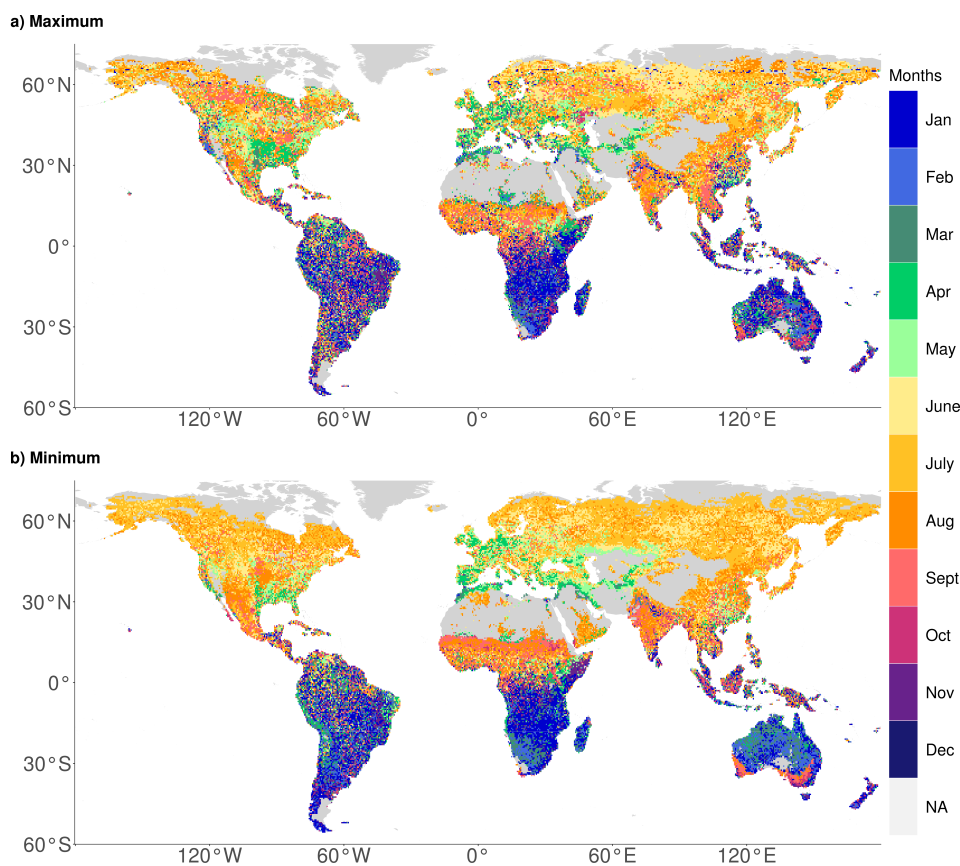 a) Maximum
60°N
30°N
0°
30°S
60°S
120°W 60°W 0° 60°E 120°E
Months
Jan
Feb
Mar
Apr
May
June
July
Aug
Sept
Oct
Nov
Dec
NA
b) Minimum
60°N
30°N
0°
30°S
60°S
120°W 60°W 0° 60°E 120°E